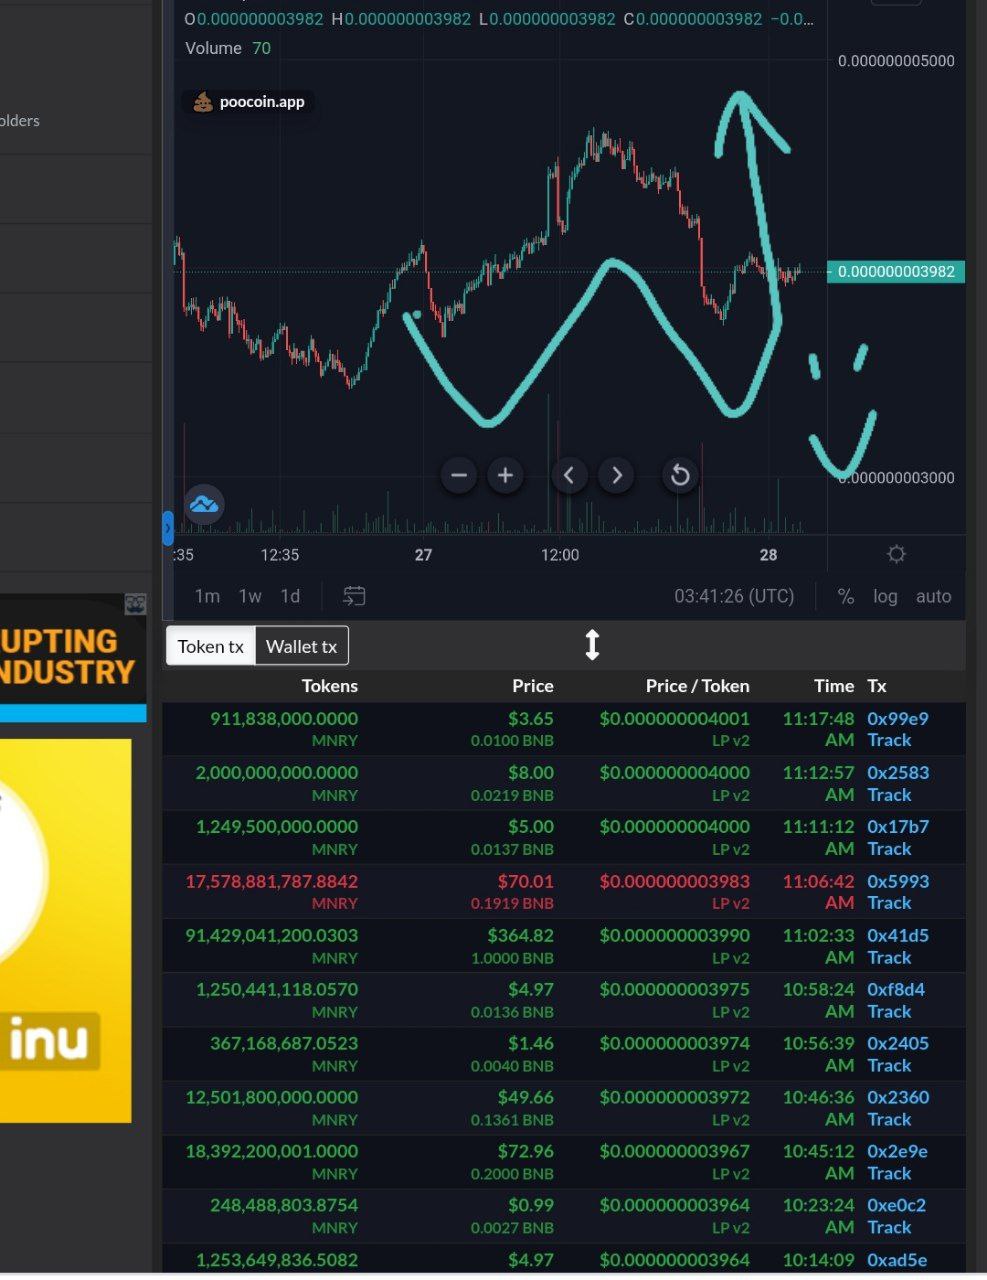 O0.000000003982 H0.000000003982 L0.000000003982 C0.000000003982 −0.0...
Volume 70
0.000000005000
poocoin.app
olders
0.000000003982
0.000000003000
:35 12:35 27 12:00 28
1m 1w 1d 03:41:26 (UTC) % log auto
UPTING
NDUSTRY
Token tx Wallet tx
Tokens Price Price / Token Time Tx
911,838,000.0000 $3.65 $0.000000004001 11:17:48 0x99e9
MNRY 0.0100 BNB LP v2 AM Track
2,000,000,000.0000 $8.00 $0.000000004000 11:12:57 0x2583
MNRY 0.0219 BNB LP v2 AM Track
1,249,500,000.0000 $5.00 $0.000000004000 11:11:12 0x17b7
MNRY 0.0137 BNB LP v2 AM Track
17,578,881,787.8842 $70.01 $0.000000003983 11:06:42 0x5993
MNRY 0.1919 BNB LP v2 AM Track
91,429,041,200.0303 $364.82 $0.000000003990 11:02:33 0x41d5
MNRY 1.0000 BNB LP v2 AM Track
1,250,441,118.0570 $4.97 $0.000000003975 10:58:24 0xf8d4
MNRY 0.0136 BNB LP v2 AM Track
367,168,687.0523 $1.46 $0.000000003974 10:56:39 0x2405
MNRY 0.0040 BNB LP v2 AM Track
inu
12,501,800,000.0000 $49.66 $0.000000003972 10:46:36 0x2360
MNRY 0.1361 BNB LP v2 AM Track
18,392,200,001.0000 $72.96 $0.000000003967 10:45:12 0x2e9e
MNRY 0.2000 BNB LP v2 AM Track
248,488,803.8754 $0.99 $0.000000003964 10:23:24 0xe0c2
MNRY 0.0027 BNB LP v2 AM Track
1,253,649,836.5082 $4.97 $0.000000003964 10:14:09 0xad5e